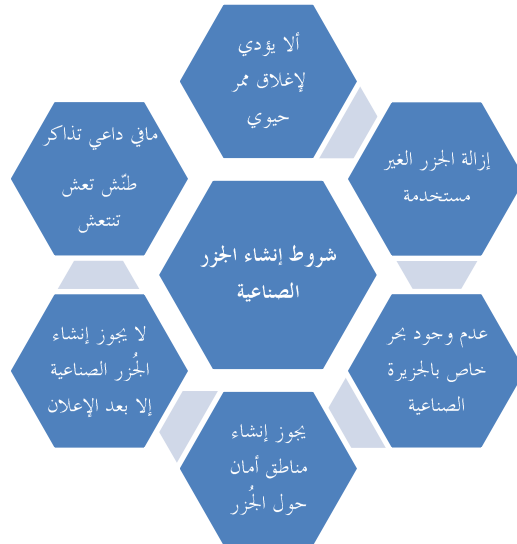 ألا يؤدي
لإغلاق ممر
حيوي
إزالة الجزر الغير
مستخدمة
عدم وجود بحر
خاص بالجزيرة
الصناعية
يجوز إنشاء
مناطق أمان
حول الجُزر
لا يجوز إنشاء
الجُزر الصناعية
إلا بعد الإعلان
مافي داعي تذاكر
طنّش تعش
تنتعش
شروط إنشاء الجزر
الصناعية